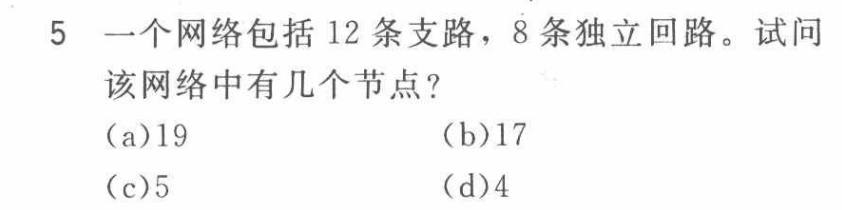 5 一个网络包括 12 条支路，8 条独立回路。试问
该网络中有几个节点？
(a)19 (b)17
(c)5 (d)4